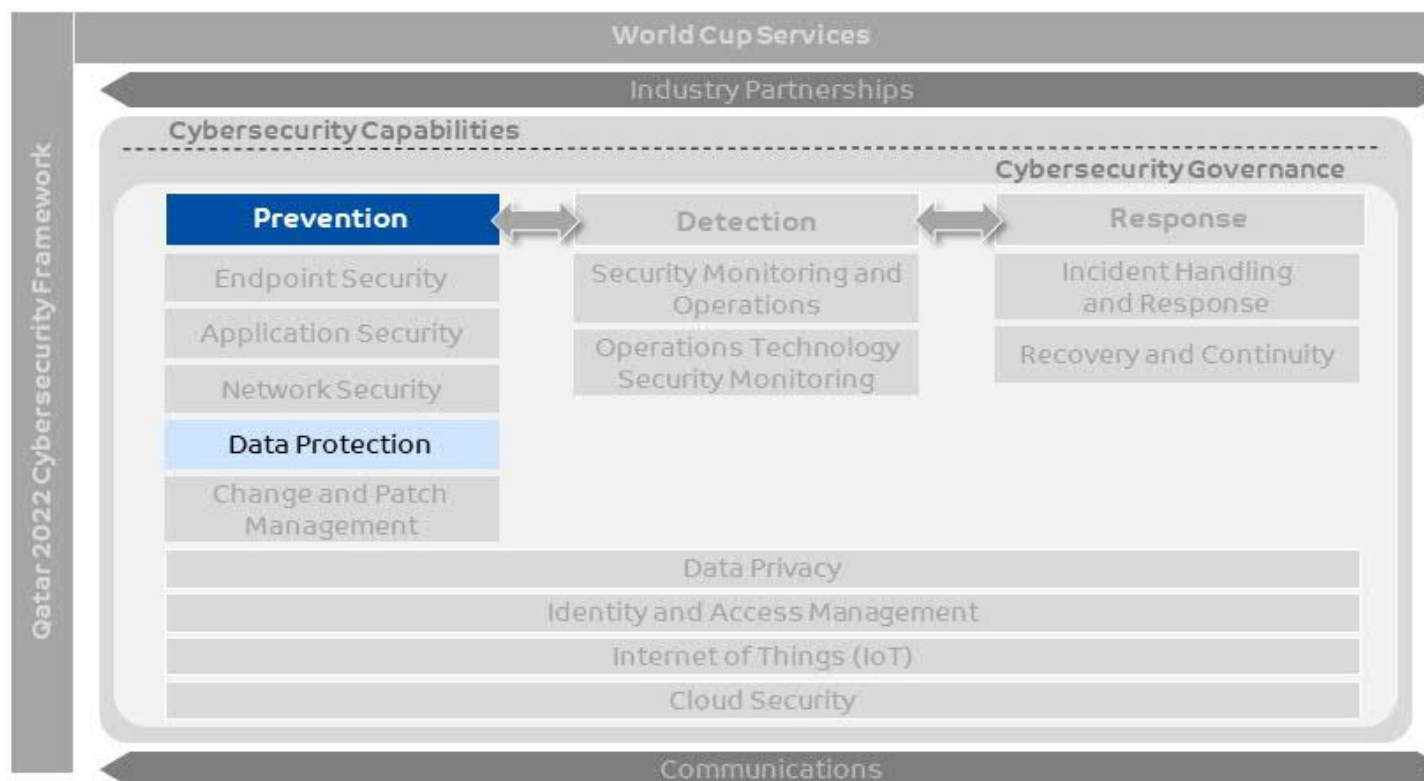 World Cup Services
Industry Partnerships
Qatar 2022 Cybersecurity Framework
Cybersecurity Capabilities
Cybersecurity Governance
Prevention
Detection
Response
Endpoint Security
Application Security
Network Security
Data Protection
Change and Patch
Management
Security Monitoring and
Operations
Operations Technology
Security Monitoring
Incident Handling
and Response
Recovery and Continuity
Data Privacy
Identity and Access Management
Internet of Things (IoT)
Cloud Security
Communications